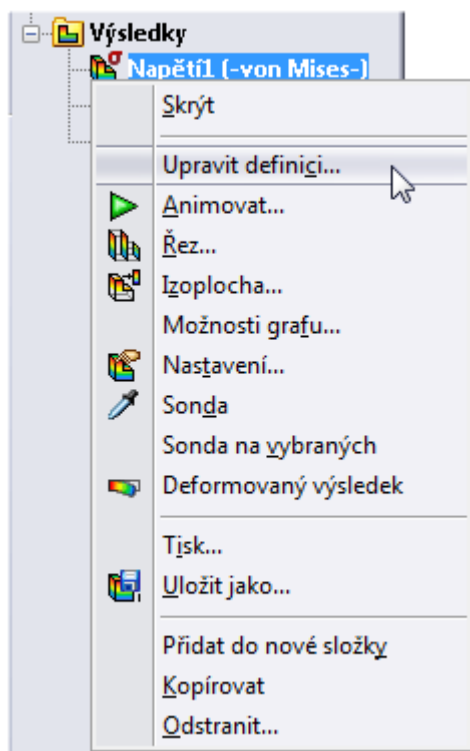 Výsledky
Napětí1 (-von Mises-)
Skrýt
Upravit definici...
Animovat...
Řez...
Izoplocha...
Možnosti grafu...
Nastavení...
Sonda
Sonda na vybraných
Deformovaný výsledek
Tisk...
Uložit jako...
Přidat do nové složky
Kopírovat
Odstranit...